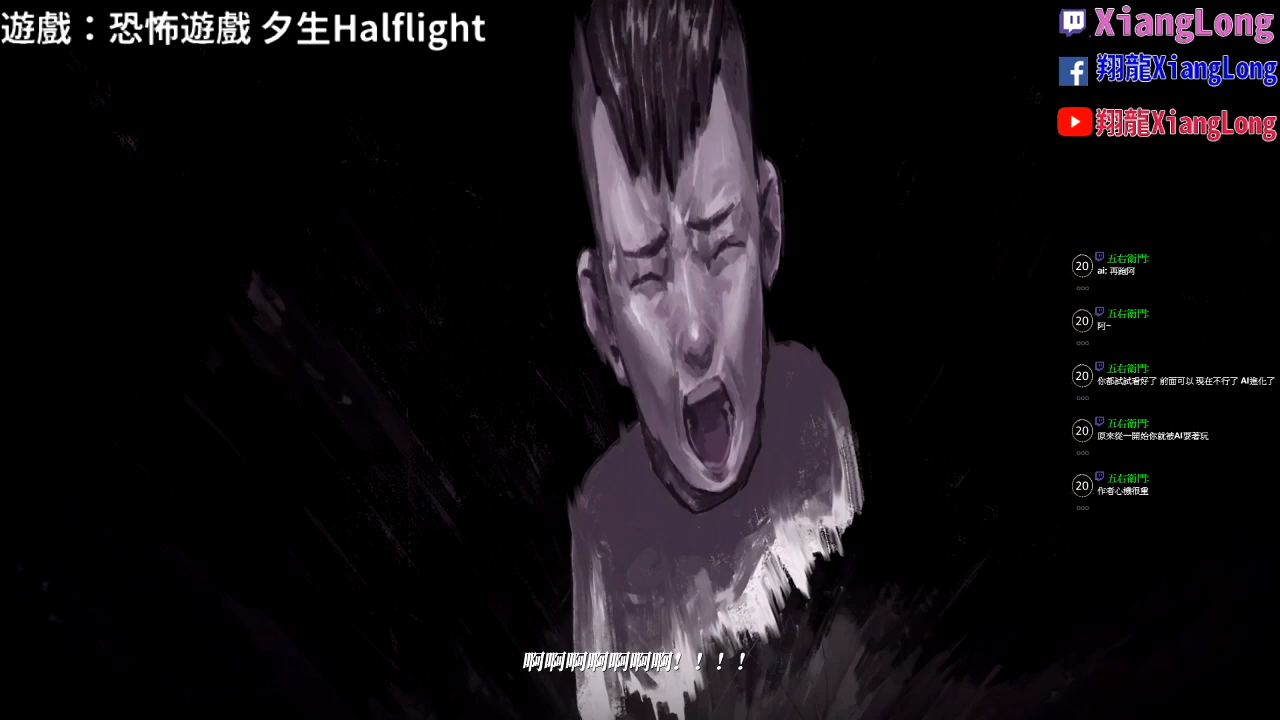 遊戲：恐怖遊戲 夕生Halflight
XiangLong
翔龍XiangLong
翔龍XiangLong
20
五右衛門:
ai: 再跑阿
20
五右衛門:
阿~
20
五右衛門:
你都試試看好了 前面可以 現在不行了 AI進化了
20
五右衛門:
原來從一開始你就被AI耍著玩
20
五右衛門:
作者心機很重
啊啊啊啊啊啊啊！！！！